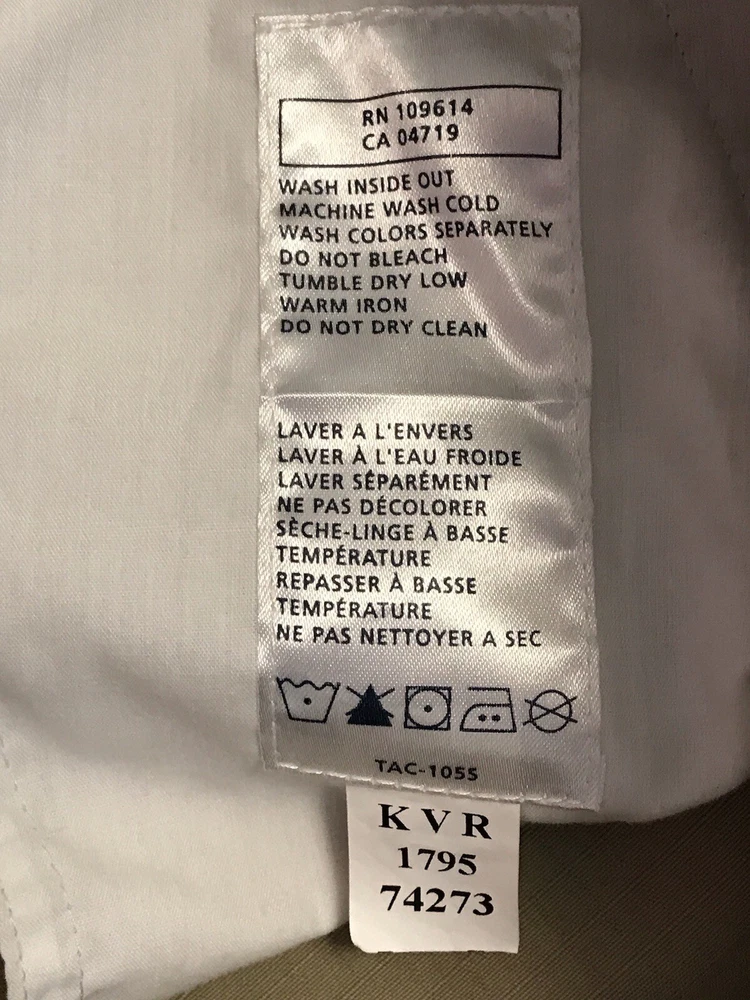 RN 109614
CA 04719
WASH INSIDE OUT
MACHINE WASH COLD
WASH COLORS SEPARATELY
DO NOT BLEACH
TUMBLE DRY LOW
WARM IRON
DO NOT DRY CLEAN
LAVER A L'ENVERS
LAVER À L'EAU FROIDE
LAVER SÉPARÉMENT
NE PAS DÉCOLORER
SÈCHE-LINGE À BASSE
TEMPÉRATURE
REPASSER À BASSE
TEMPÉRATURE
NE PAS NETTOYER A SEC
TAC-105S
K V R
1795
74273